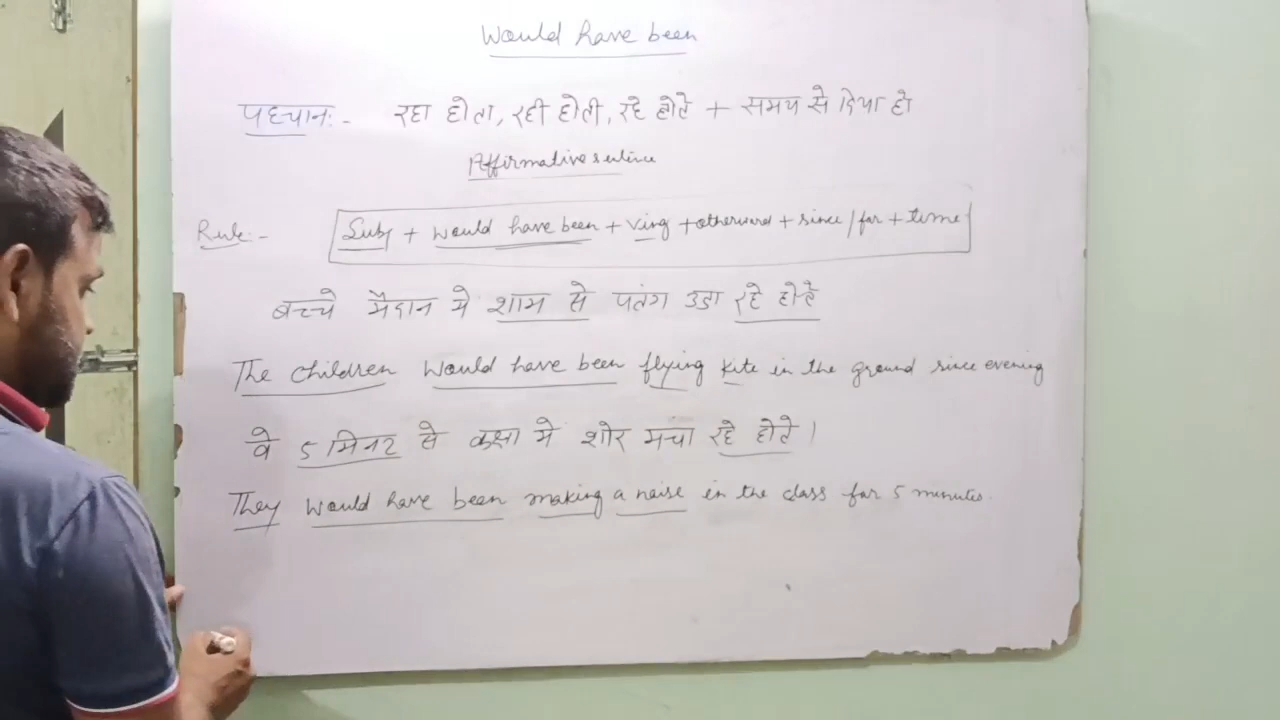 Would have been
पहचानः- रहा होता, रही होती, रहे होते + समय से दिया हो
Affirmative sentence
Rule:- Sub + would have been + Ving + otherword + since/for + time
बच्चे मैदान मे शाम से पतंग उडा रहे होते
The children would have been flying kite in the ground since evening
वे 5 मिनट से कक्षा मे शोर मचा रहे होते।
They would have been making a noise in the class for 5 minutes.